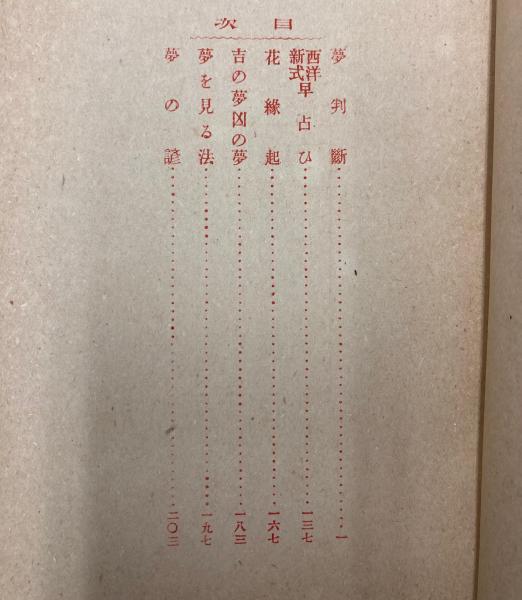 目次
夢判斷 一
西洋新式早占ひ 一三七
花緣起 一六七
吉の夢凶の夢 一八三
夢を見る法 一九七
夢の諺 二〇三